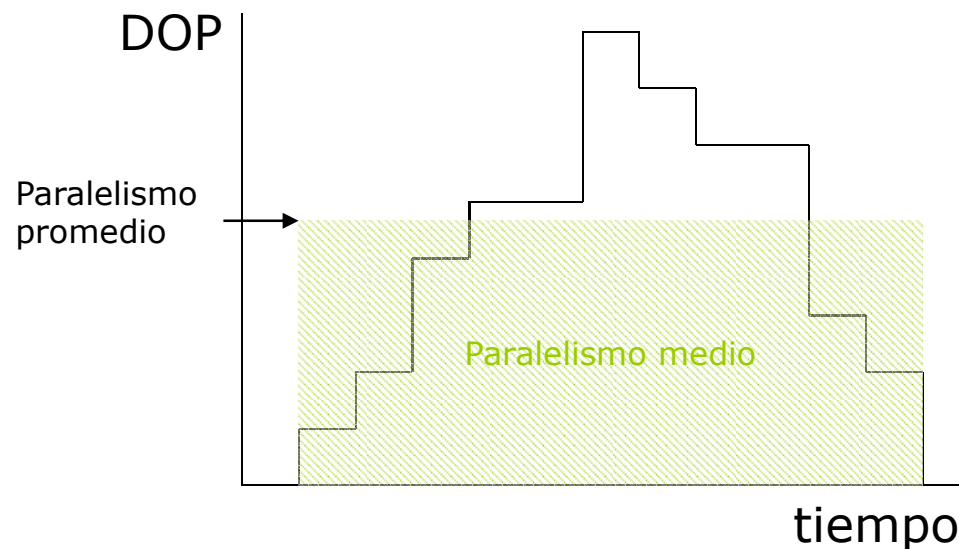 DOP
Paralelismo
promedio
Paralelismo medio
tiempo